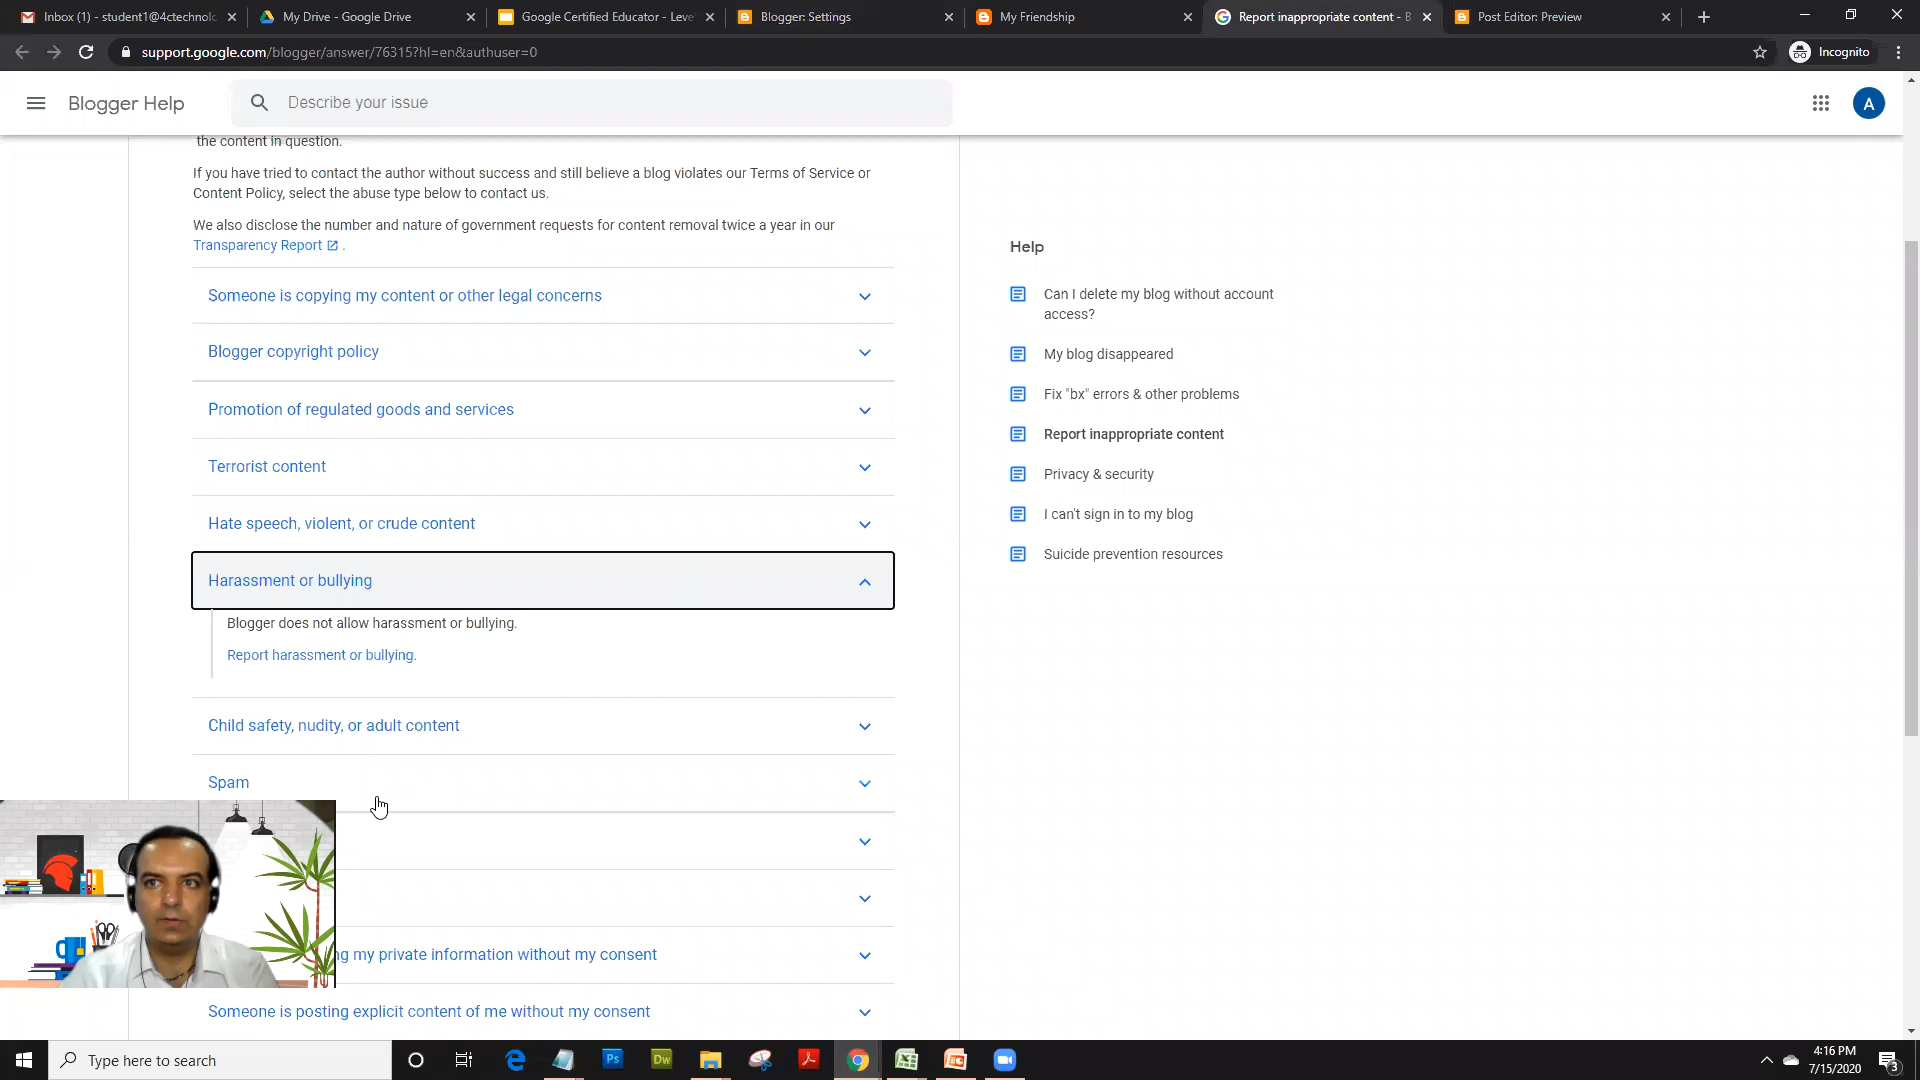 Inbox (1) - student1@4ctechnol
My Drive - Google Drive
Google Certified Educator - Leve
Blogger: Settings
My Friendship
Report inappropriate content - B
Post Editor: Preview
support.google.com/blogger/answer/76315?hl=en&authuser=0
Incognito
Blogger Help
Describe your issue
A
the content in question.
If you have tried to contact the author without success and still believe a blog violates our Terms of Service or
Content Policy, select the abuse type below to contact us.
We also disclose the number and nature of government requests for content removal twice a year in our
Transparency Report .
Someone is copying my content or other legal concerns
Blogger copyright policy
Promotion of regulated goods and services
Terrorist content
Hate speech, violent, or crude content
Harassment or bullying
Blogger does not allow harassment or bullying.
Report harassment or bullying.
Child safety, nudity, or adult content
Spam
ng my private information without my consent
Someone is posting explicit content of me without my consent
Help
Can I delete my blog without account
access?
My blog disappeared
Fix "bx" errors & other problems
Report inappropriate content
Privacy & security
I can't sign in to my blog
Suicide prevention resources
Type here to search
Ps
Dw
4:16 PM
7/15/2020
3